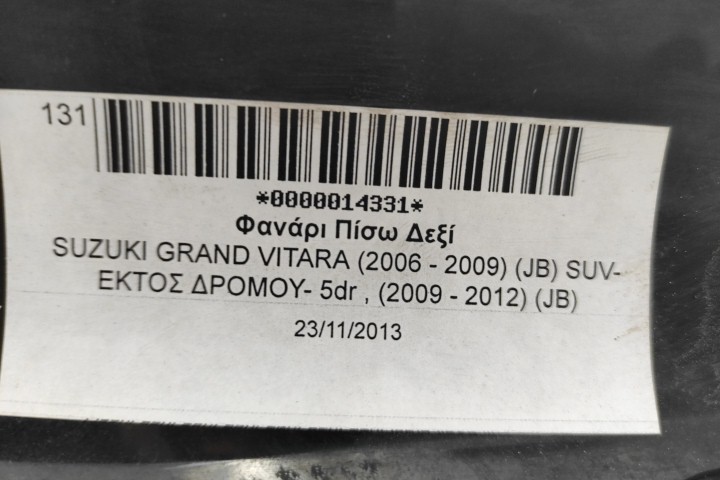 131
*0000014331*
Φανάρι Πίσω Δεξί
SUZUKI GRAND VITARA (2006 - 2009) (JB) SUV-
ΕΚΤΟΣ ΔΡΟΜΟΥ- 5dr , (2009 - 2012) (JB)
23/11/2013